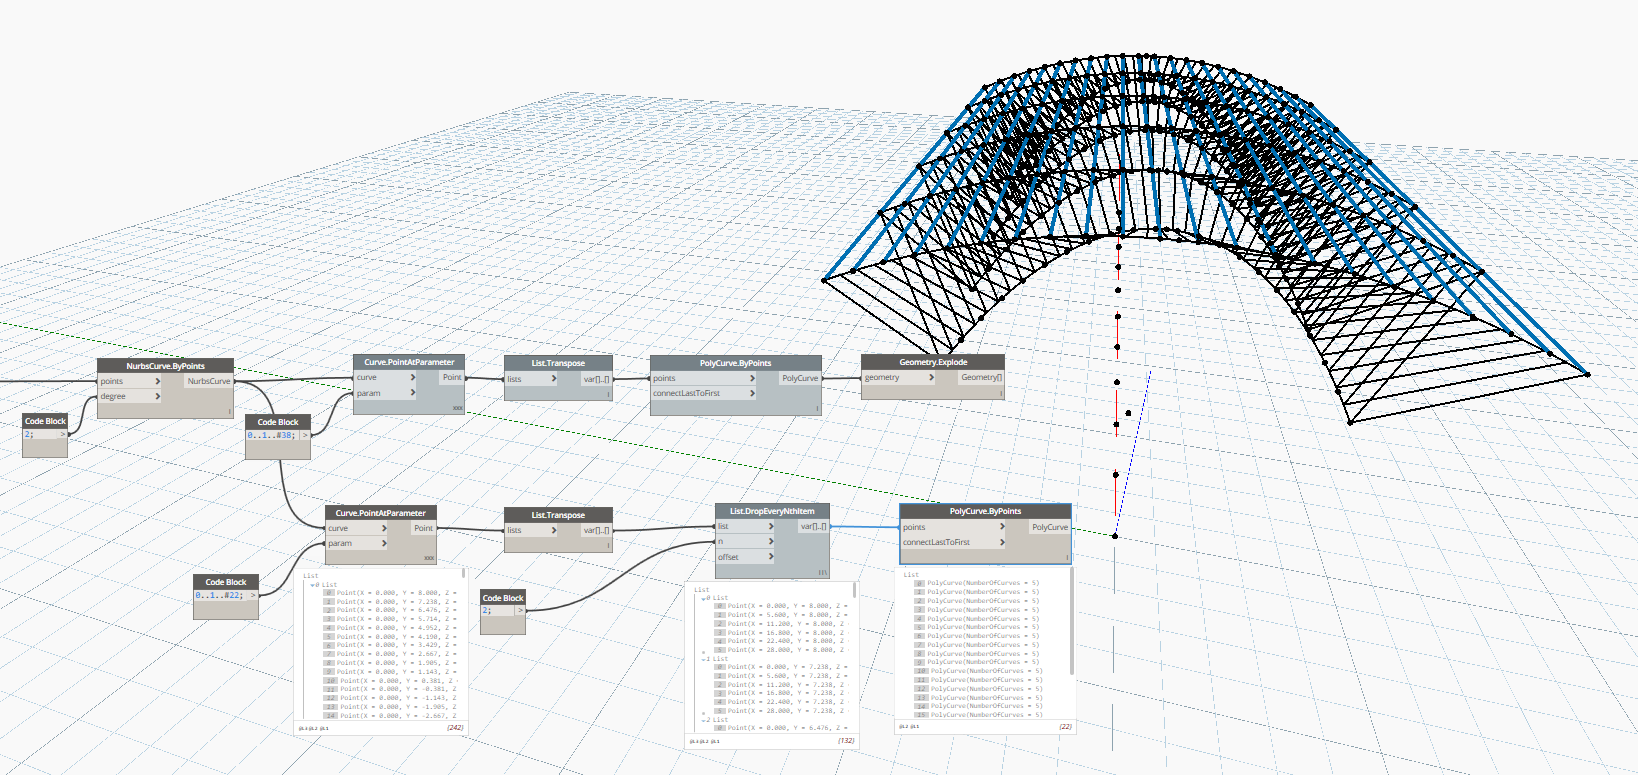 NurbsCurve.ByPoints
points > NurbsCurve
degree >
Code Block
2; >
Code Block
0..1..#38; >
Curve.PointAtParameter
curve > Point
param >
xxx
List.Transpose
lists > var[]..[]
PolyCurve.ByPoints
points > PolyCurve
connectLastToFirst >
Geometry.Explode
geometry > Geometry[]
Curve.PointAtParameter
curve > Point
param >
xxx
Code Block
0..1..#22; >
List.Transpose
lists > var[]..[]
Code Block
2; >
List.DropEveryNthItem
list > var[]..[]
n >
offset >
PolyCurve.ByPoints
points > PolyCurve
connectLastToFirst >
List
0 List
0 Point(X = 0.000, Y = 8.000, Z =
1 Point(X = 0.000, Y = 7.238, Z =
2 Point(X = 0.000, Y = 6.476, Z =
3 Point(X = 0.000, Y = 5.714, Z =
4 Point(X = 0.000, Y = 4.952, Z =
5 Point(X = 0.000, Y = 4.190, Z =
6 Point(X = 0.000, Y = 3.429, Z =
7 Point(X = 0.000, Y = 2.667, Z =
8 Point(X = 0.000, Y = 1.905, Z =
9 Point(X = 0.000, Y = 1.143, Z =
10 Point(X = 0.000, Y = 0.381, Z =
11 Point(X = 0.000, Y = -0.381, Z
12 Point(X = 0.000, Y = -1.143, Z
13 Point(X = 0.000, Y = -1.905, Z
14 Point(X = 0.000, Y = -2.667, Z
@L3 @L2 @L1 {242}
List
0 List
0 Point(X = 0.000, Y = 8.000, Z =
1 Point(X = 5.600, Y = 8.000, Z =
2 Point(X = 11.200, Y = 8.000, Z
3 Point(X = 16.800, Y = 8.000, Z
4 Point(X = 22.400, Y = 8.000, Z
5 Point(X = 28.000, Y = 8.000, Z
1 List
0 Point(X = 0.000, Y = 7.238, Z =
1 Point(X = 5.600, Y = 7.238, Z =
2 Point(X = 11.200, Y = 7.238, Z
3 Point(X = 16.800, Y = 7.238, Z
4 Point(X = 22.400, Y = 7.238, Z
5 Point(X = 28.000, Y = 7.238, Z
2 List
0 Point(X = 0.000, Y = 6.476, Z =
@L3 @L2 @L1 {132}
List
0 PolyCurve(NumberOfCurves = 5)
1 PolyCurve(NumberOfCurves = 5)
2 PolyCurve(NumberOfCurves = 5)
3 PolyCurve(NumberOfCurves = 5)
4 PolyCurve(NumberOfCurves = 5)
5 PolyCurve(NumberOfCurves = 5)
6 PolyCurve(NumberOfCurves = 5)
7 PolyCurve(NumberOfCurves = 5)
8 PolyCurve(NumberOfCurves = 5)
9 PolyCurve(NumberOfCurves = 5)
10 PolyCurve(NumberOfCurves = 5)
11 PolyCurve(NumberOfCurves = 5)
12 PolyCurve(NumberOfCurves = 5)
13 PolyCurve(NumberOfCurves = 5)
14 PolyCurve(NumberOfCurves = 5)
15 PolyCurve(NumberOfCurves = 5)
@L2 @L1 {22}